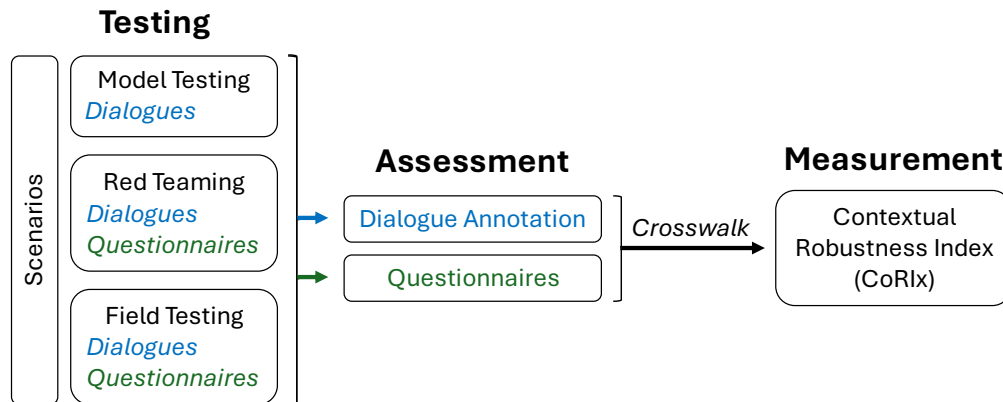 Testing
Scenarios
Model Testing
Dialogues
Red Teaming
Dialogues
Questionnaires
Field Testing
Dialogues
Questionnaires
Assessment
Dialogue Annotation
Questionnaires
Crosswalk
Measurement
Contextual
Robustness Index
(CoRIx)